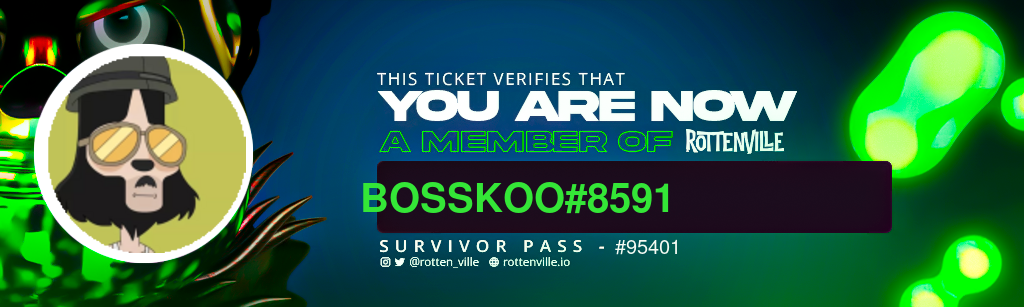 THIS TICKET VERIFIES THAT
YOU ARE NOW
A MEMBER OF ROTTENVILLE
BOSSKOO#8591
SURVIVOR PASS - #95401
@rotten_ville rottenville.io